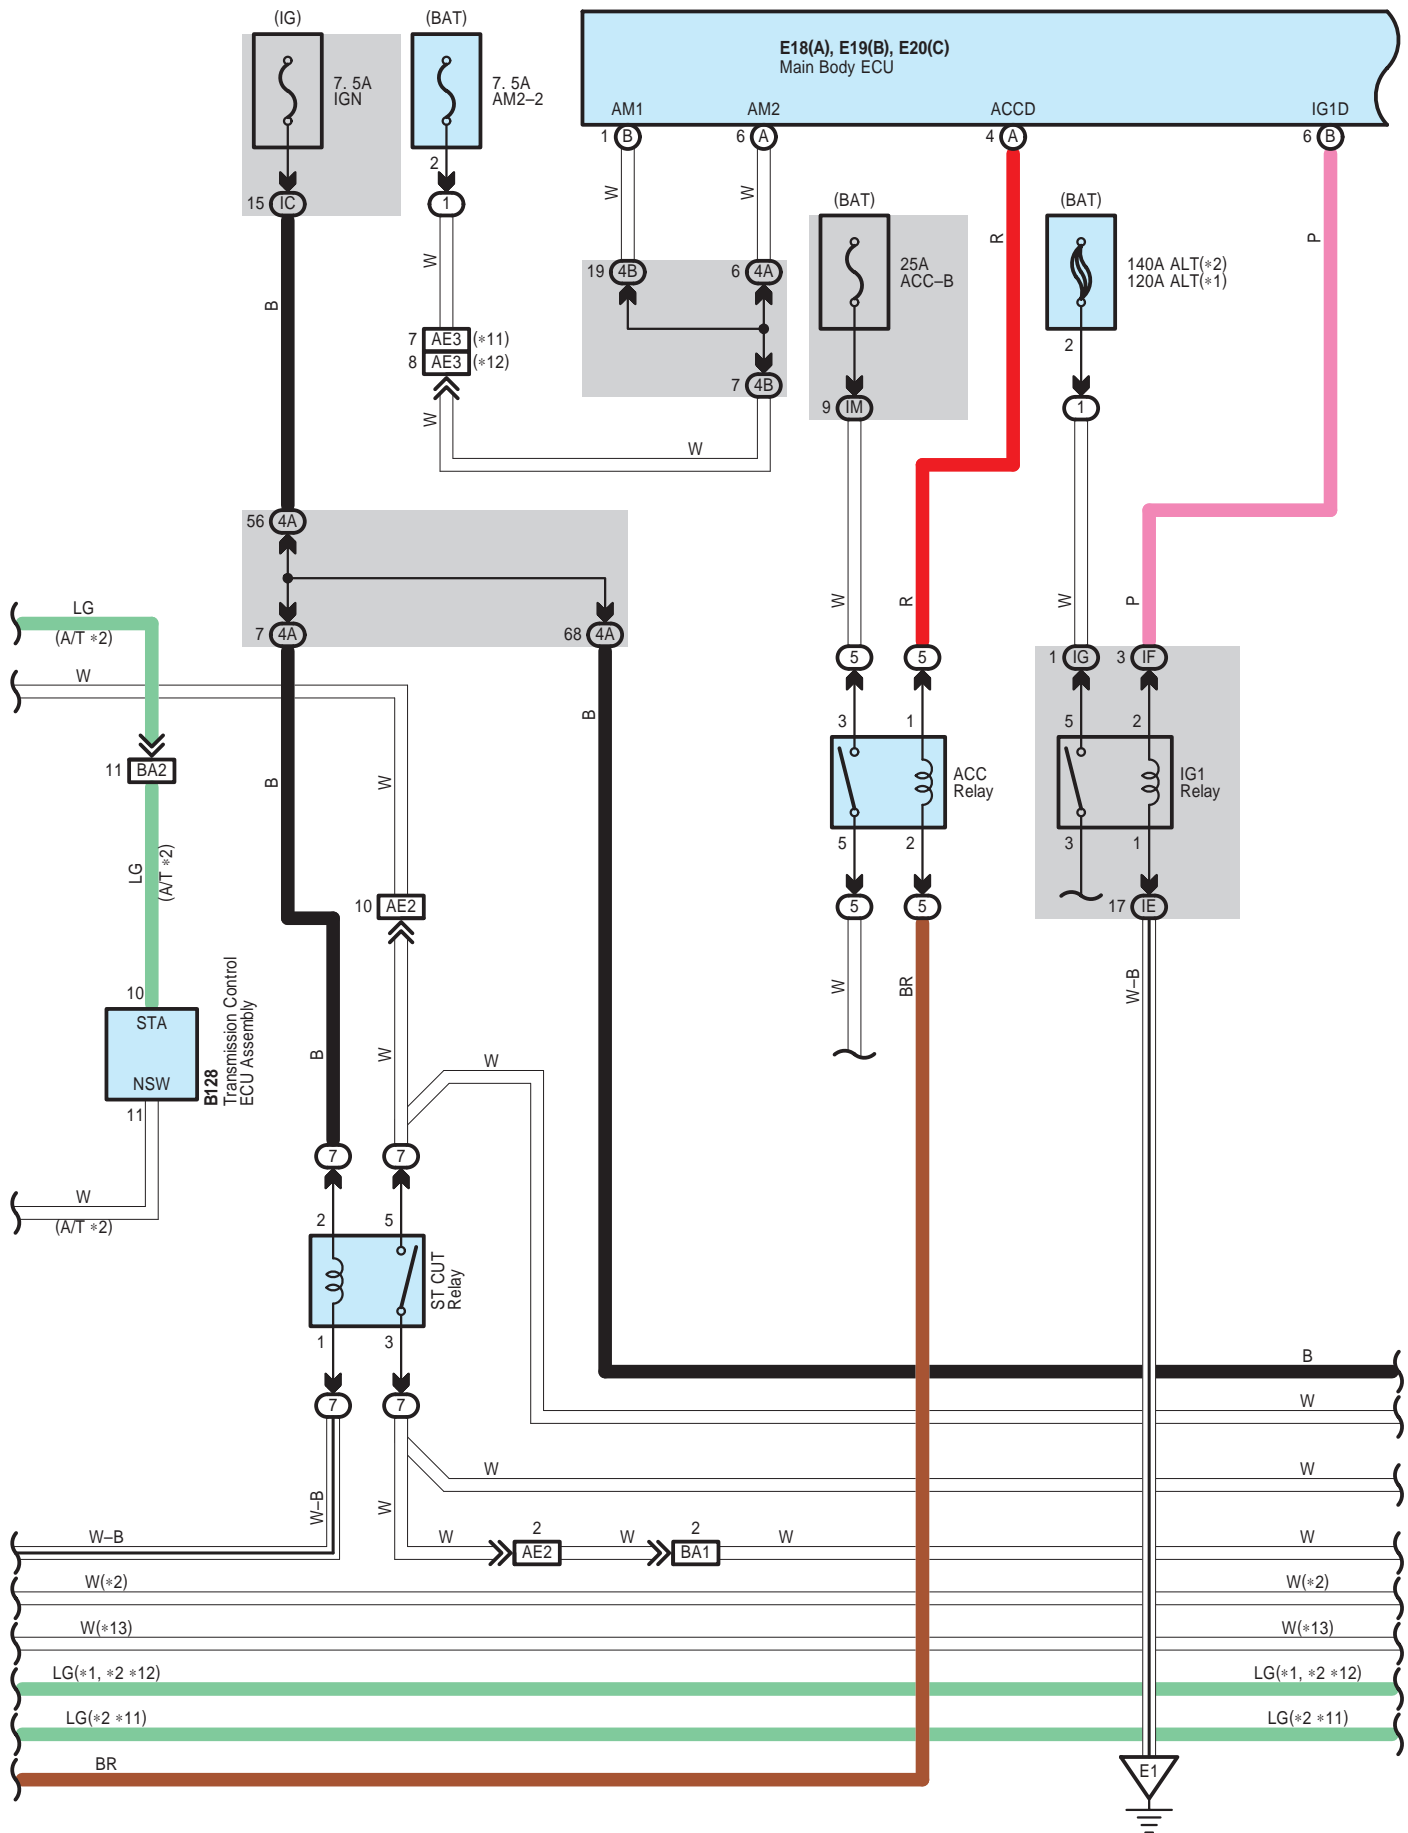 (IG)
(BAT)
7. 5A
IGN
7. 5A
AM2–2
E18(A), E19(B), E20(C)
Main Body ECU
AM1
AM2
ACCD
IG1D
1 B
6 A
4 A
6 B
2
15 IC
1
W
W
(BAT)
(BAT)
R
P
W
19 4B
6 4A
25A
ACC–B
140A ALT(∗2)
120A ALT(∗1)
B
7 AE3 (∗11)
8 AE3 (∗12)
2
7 4B
9 IM
1
W
W
56 4A
LG
(A/T ∗2)
7 4A
68 4A
W
R
W
P
5
5
1 IG
3 IF
W
B
3
1
5
2
11 BA2
B
W
ACC
Relay
IG1
Relay
5
2
3
1
LG
(A/T ∗2)
10 AE2
5
5
17 IE
10
STA
NSW
11
B128
Transmission Control
ECU Assembly
B
W
W
W
BR
W–B
7
7
W
(A/T ∗2)
2
5
ST CUT
Relay
1
3
7
7
B
W
W
W
W–B
W
W–B
W
2
AE2
W
2
BA1
W
W
W(∗2)
W(∗2)
W(∗13)
W(∗13)
LG(∗1, ∗2 ∗12)
LG(∗1, ∗2 ∗12)
LG(∗2 ∗11)
LG(∗2 ∗11)
BR
E1